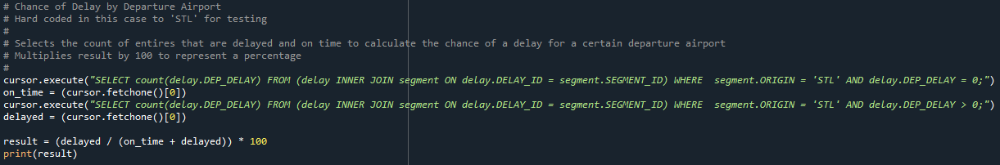 # Chance of Delay by Departure Airport
# Hard coded in this case to 'STL' for testing
#
# Selects the count of entires that are delayed and on time to calculate the chance of a delay for a certain departure airport
# Multiplies result by 100 to represent a percentage
#
cursor.execute("SELECT count(delay.DEP_DELAY) FROM (delay INNER JOIN segment ON delay.DELAY_ID = segment.SEGMENT_ID) WHERE  segment.ORIGIN = 'STL' AND delay.DEP_DELAY = 0;")
on_time = (cursor.fetchone()[0])
cursor.execute("SELECT count(delay.DEP_DELAY) FROM (delay INNER JOIN segment ON delay.DELAY_ID = segment.SEGMENT_ID) WHERE  segment.ORIGIN = 'STL' AND delay.DEP_DELAY > 0;")
delayed = (cursor.fetchone()[0])

result = (delayed / (on_time + delayed)) * 100
print(result)